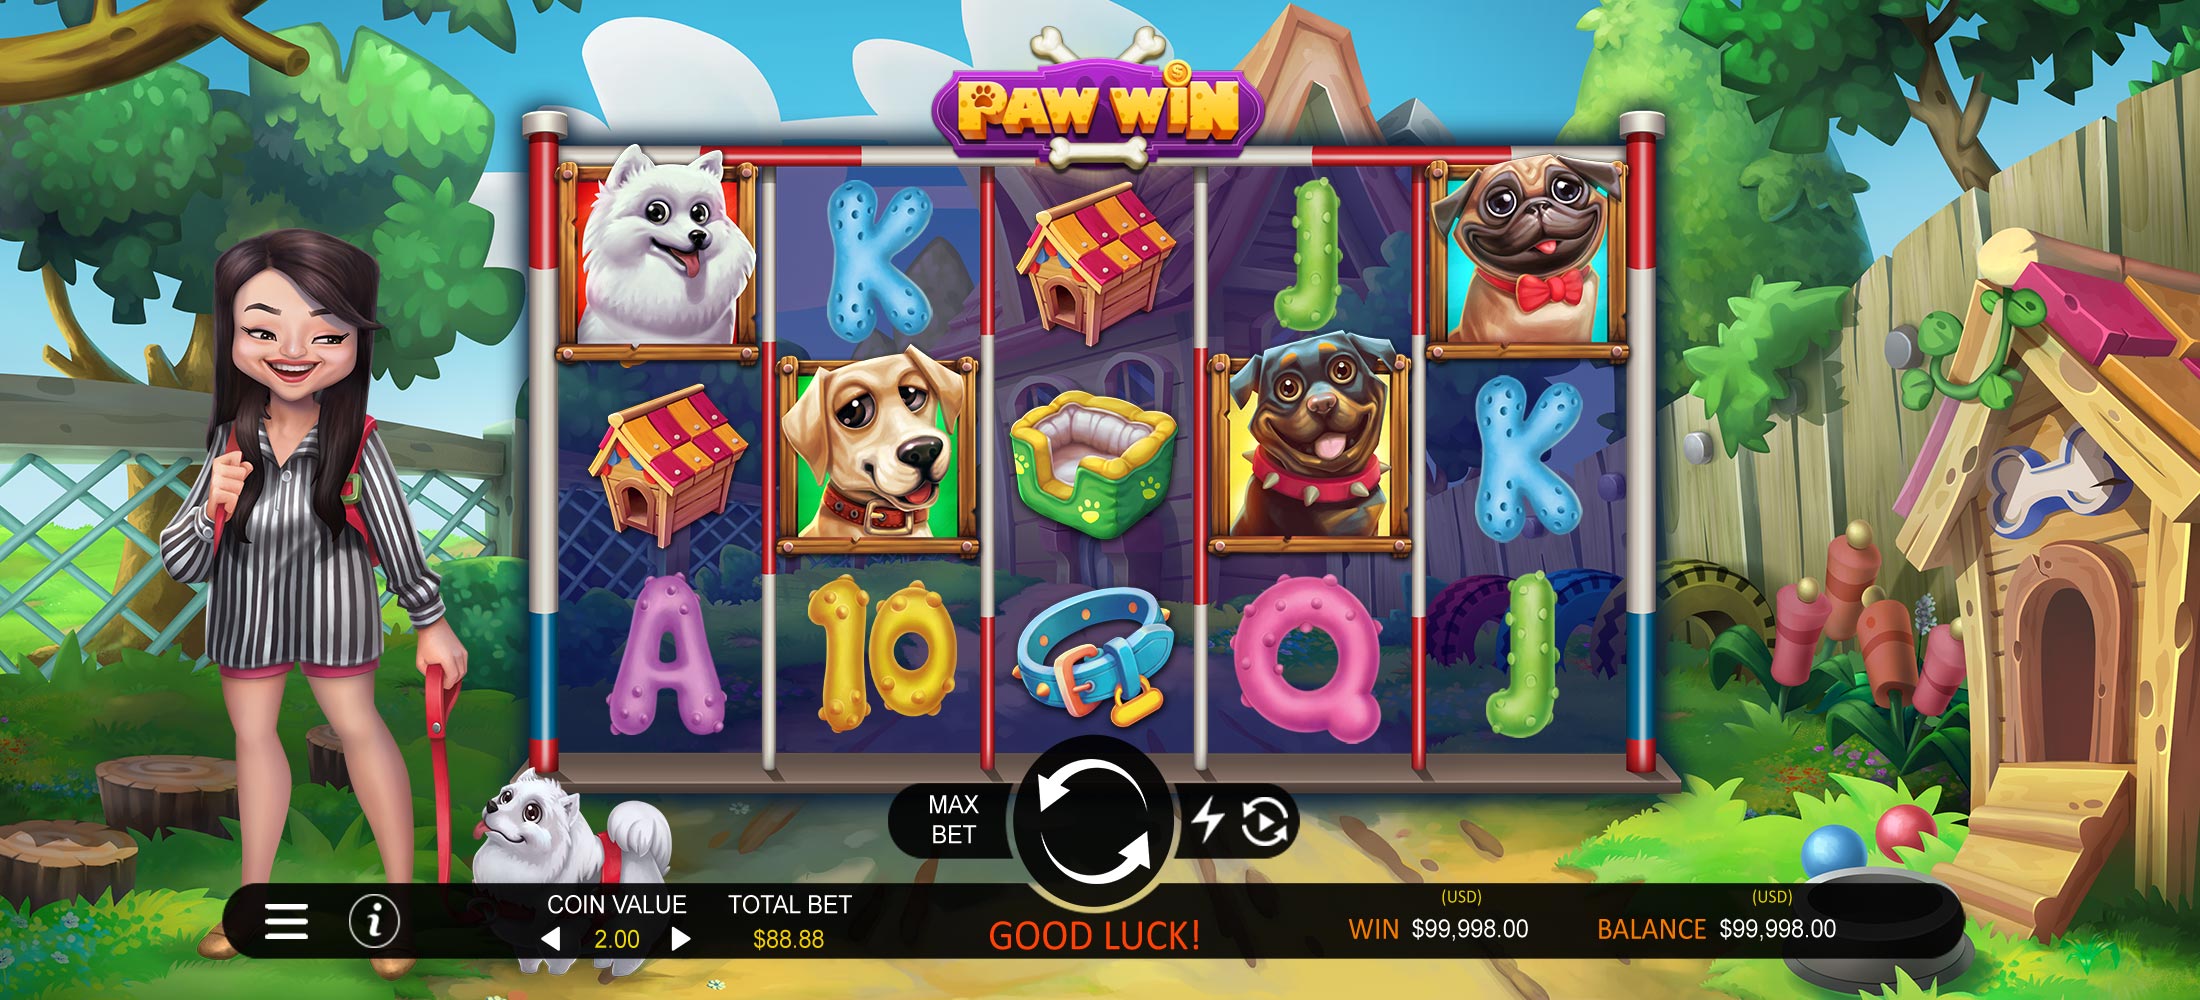 PAW WIN
K
J
K
A
10
Q
J
MAX
BET
COIN VALUE
2.00
TOTAL BET
$88.88
GOOD LUCK!
(USD)
WIN $99,998.00
(USD)
BALANCE $99,998.00